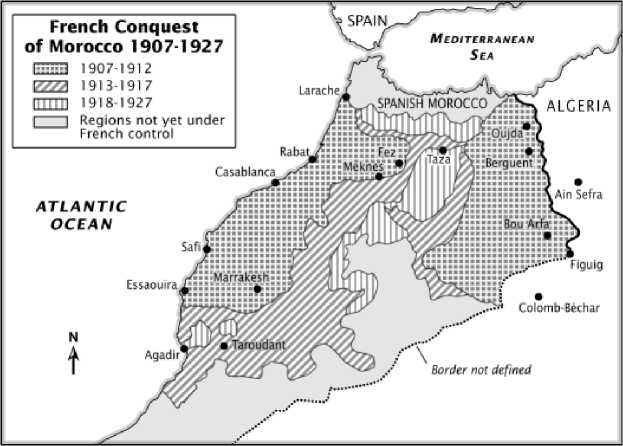 French Conquest
of Morocco 1907-1927
1907-1912
1913-1917
1918-1927
Regions not yet under
French control
SPAIN
MEDITERRANEAN
SEA
Larache
SPANISH MOROCCO
ALGERIA
Oujda
Rabat
Fez
Taza
Berguent
Meknes
Casablanca
Ain Sefra
ATLANTIC
OCEAN
Bou Arfa
Safi
Figuig
Essaouira
Marrakesh
Colomb-Béchar
N
Agadir
Taroudant
Border not defined